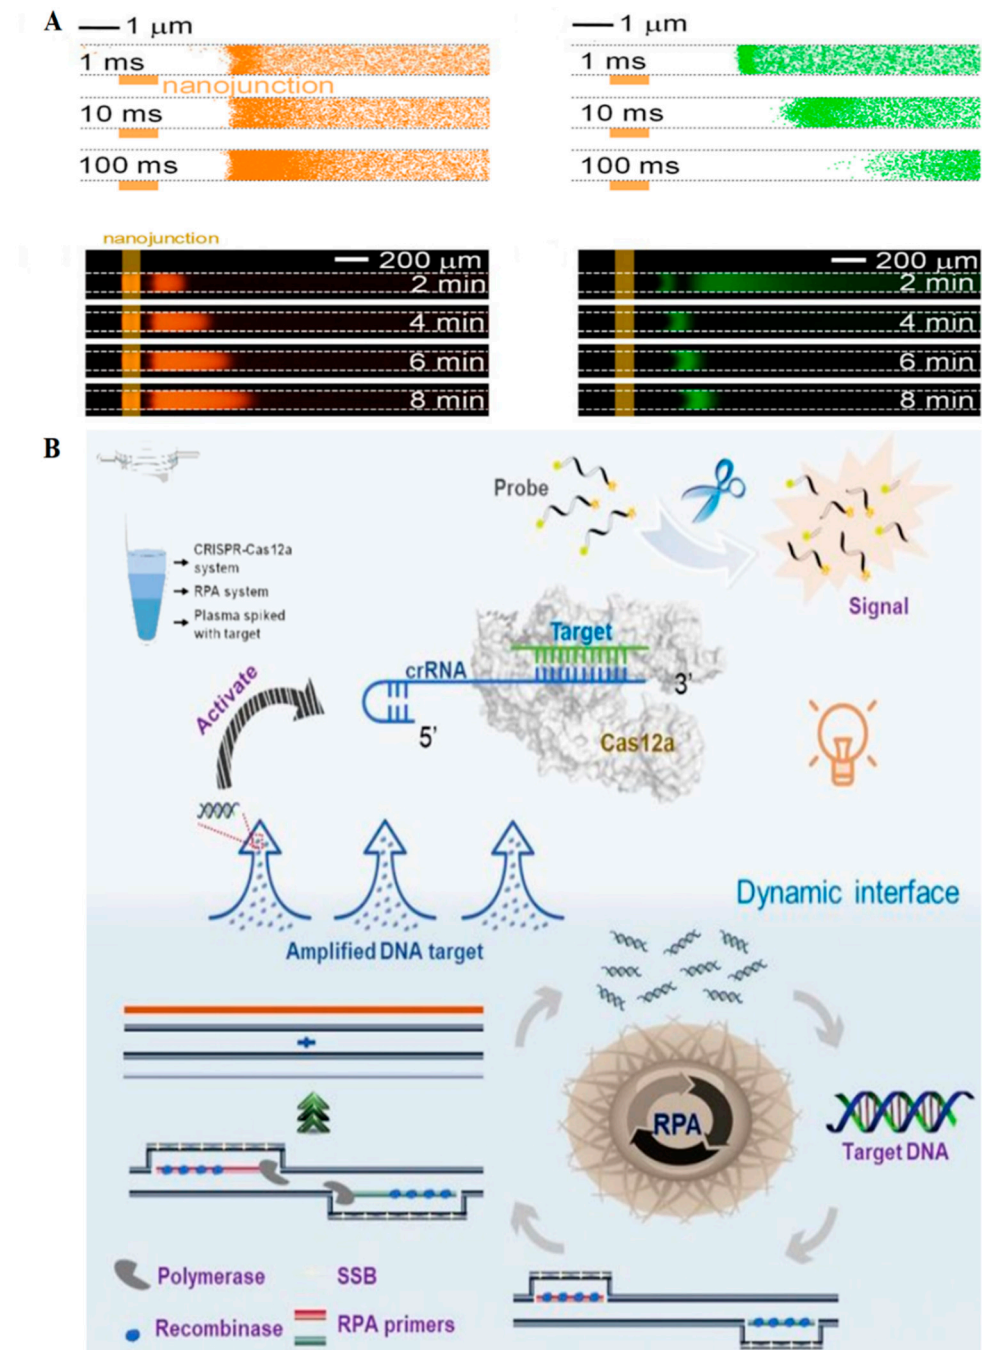 A
1 μm
1 μm
1 ms
1 ms
nanojunction
10 ms
10 ms
100 ms
100 ms
nanojunction
200 μm
200 μm
2 min
2 min
4 min
4 min
6 min
6 min
8 min
8 min
B
Probe
CRISPR-Cas12a
system
RPA system
Plasma spiked
with target
Signal
Target
crRNA
3’
5’
Cas12a
Activate
Dynamic interface
Amplified DNA target
RPA
Target DNA
Polymerase
SSB
Recombinase
RPA primers